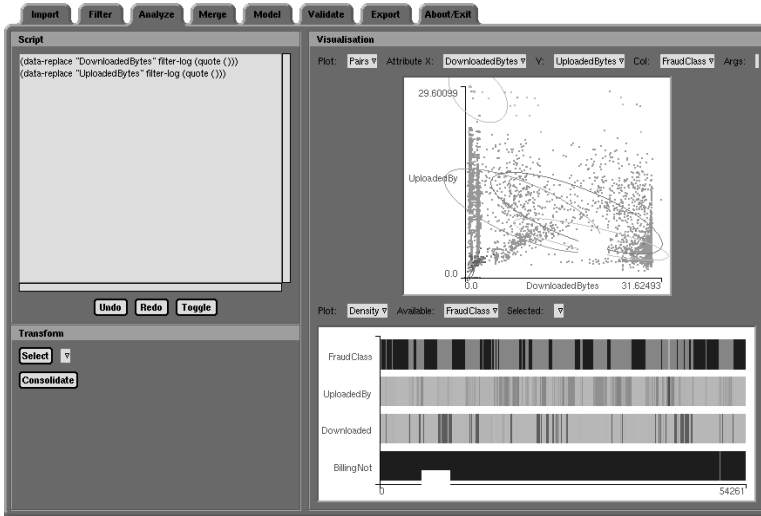 Import Filter Analyze Merge Model Validate Export About/Exit
Script
(data-replace "DownloadedBytes" filter-log (quote ()))
(data-replace "UploadedBytes" filter-log (quote ()))
Undo Redo Toggle
Transform
Select
Consolidate
Visualisation
Plot: Pairs Attribute X: DownloadedBytes Y: UploadedBytes Col: FraudClass Args:
29.60099
UploadedBy
0.0
0.0 DownloadedBytes 31.62493
Plot: Density Available: FraudClass Selected:
FraudClass
UploadedBy
Downloaded
BillingNot
0 54261